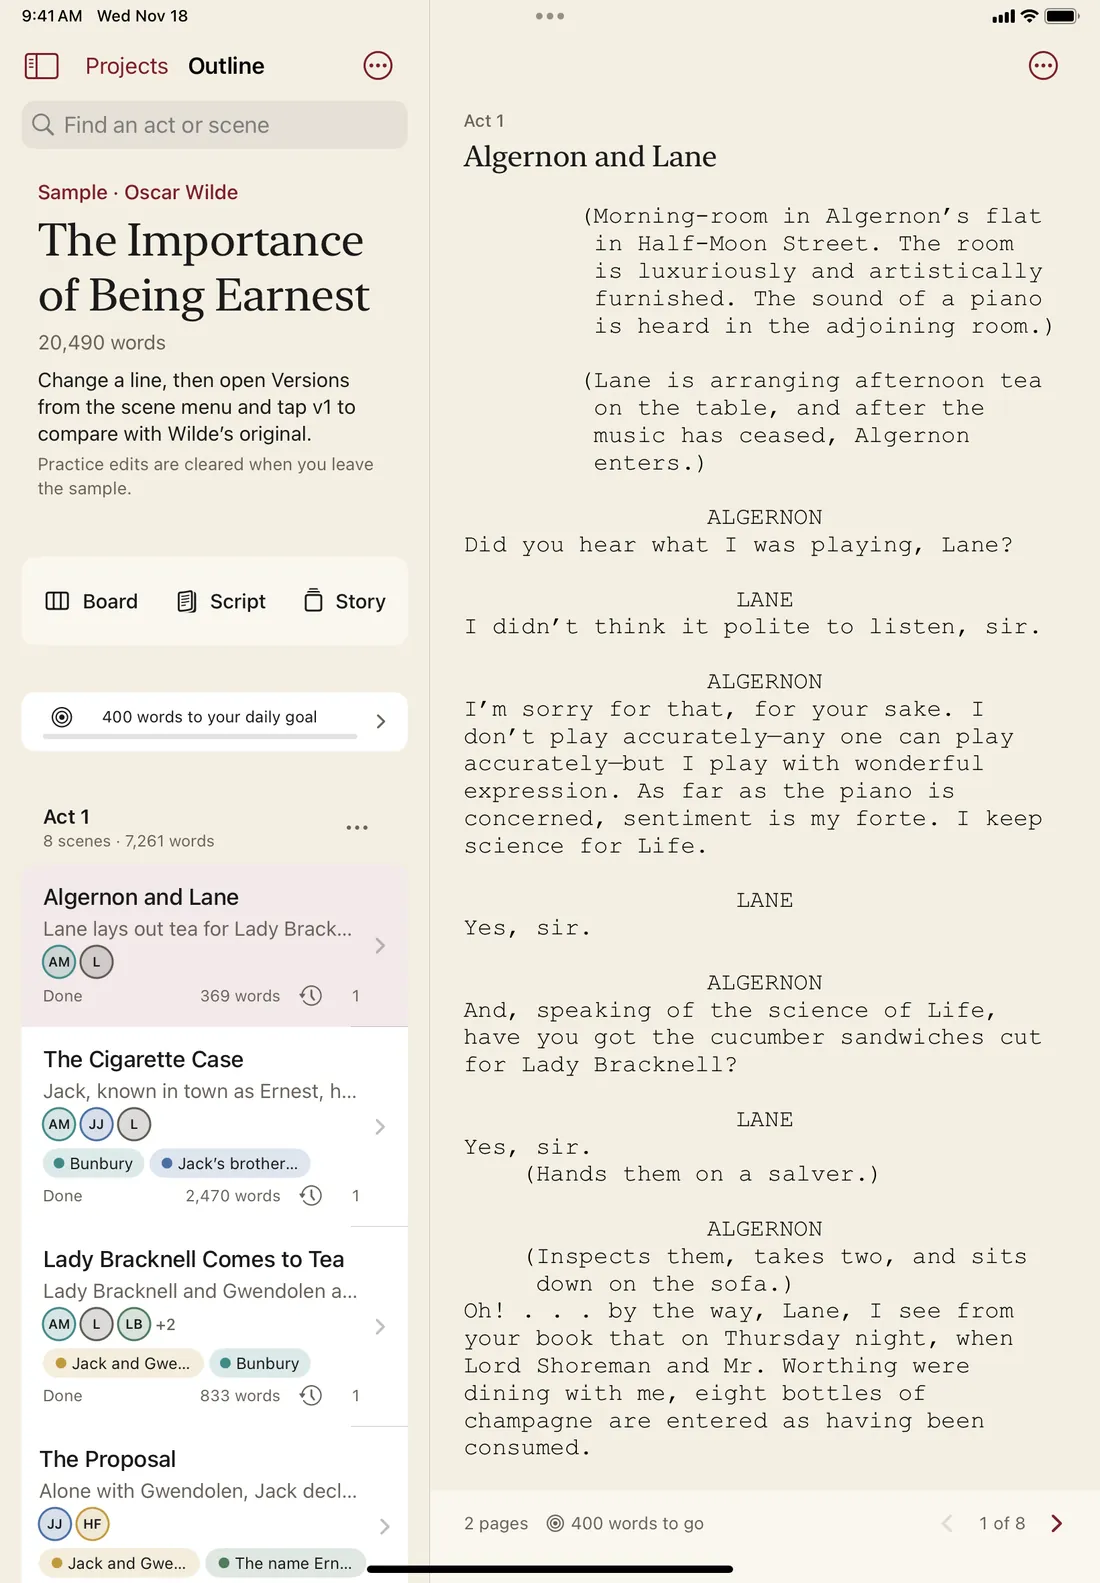 9:41 AM Wed Nov 18
Projects Outline
Find an act or scene
Sample · Oscar Wilde
The Importance
of Being Earnest
20,490 words
Change a line, then open Versions
from the scene menu and tap v1 to
compare with Wilde’s original.
Practice edits are cleared when you leave
the sample.
Board Script Story
400 words to your daily goal
Act 1
8 scenes · 7,261 words
Algernon and Lane
Lane lays out tea for Lady Brack...
AM L
Done 369 words 1
The Cigarette Case
Jack, known in town as Ernest, h...
AM JJ L
Bunbury Jack’s brother...
Done 2,470 words 1
Lady Bracknell Comes to Tea
Lady Bracknell and Gwendolen a...
AM L LB +2
Jack and Gwe... Bunbury
Done 833 words 1
The Proposal
Alone with Gwendolen, Jack decl...
JJ HF
Jack and Gwe... The name Ern...
Act 1
Algernon and Lane
(Morning-room in Algernon’s flat
in Half-Moon Street. The room
is luxuriously and artistically
furnished. The sound of a piano
is heard in the adjoining room.)
(Lane is arranging afternoon tea
on the table, and after the
music has ceased, Algernon
enters.)
ALGERNON
Did you hear what I was playing, Lane?
LANE
I didn’t think it polite to listen, sir.
ALGERNON
I’m sorry for that, for your sake. I
don’t play accurately—any one can play
accurately—but I play with wonderful
expression. As far as the piano is
concerned, sentiment is my forte. I keep
science for Life.
LANE
Yes, sir.
ALGERNON
And, speaking of the science of Life,
have you got the cucumber sandwiches cut
for Lady Bracknell?
LANE
Yes, sir.
(Hands them on a salver.)
ALGERNON
(Inspects them, takes two, and sits
down on the sofa.)
Oh! . . . by the way, Lane, I see from
your book that on Thursday night, when
Lord Shoreman and Mr. Worthing were
dining with me, eight bottles of
champagne are entered as having been
consumed.
2 pages 400 words to go 1 of 8